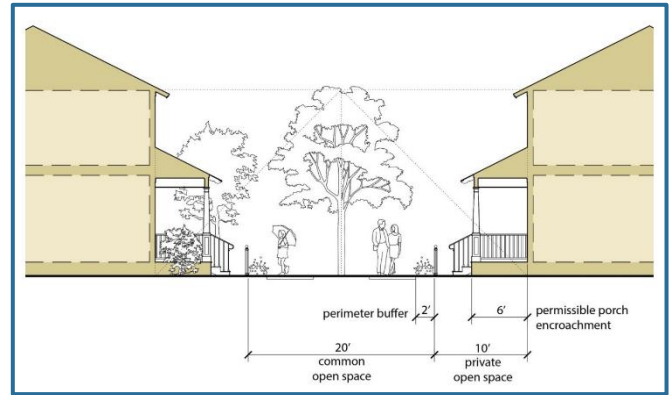 perimeter buffer 2' 6' permissible porch
encroachment
20' 10'
common private
open space open space